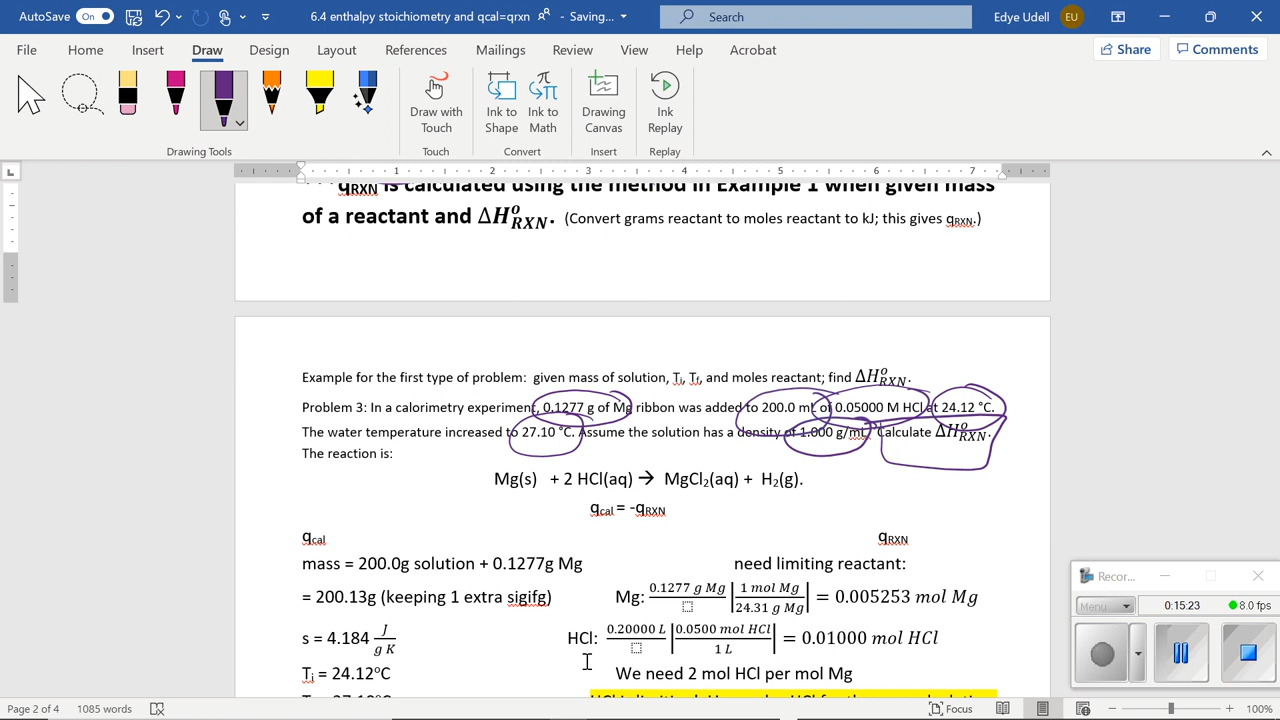 AutoSave On 6.4 enthalpy stoichiometry and qcal=qrxn Saving... Search Edye Udell EU
File Home Insert Draw Design Layout References Mailings Review View Help Acrobat Share Comments
Draw with Touch Ink to Shape Ink to Math Drawing Canvas Ink Replay
Drawing Tools Touch Convert Insert Replay
1 2 3 4 5 6 7
qRXN is calculated using the method in Example 1 when given mass
of a reactant and ΔH°RXN. (Convert grams reactant to moles reactant to kJ; this gives qRXN.)
Example for the first type of problem: given mass of solution, Ti, Tf, and moles reactant; find ΔH°RXN.
Problem 3: In a calorimetry experiment, 0.1277 g of Mg ribbon was added to 200.0 mL of 0.05000 M HCl at 24.12 °C.
The water temperature increased to 27.10 °C. Assume the solution has a density of 1.000 g/mL. Calculate ΔH°RXN.
The reaction is:
Mg(s) + 2 HCl(aq) → MgCl₂(aq) + H₂(g).
qcal = -qRXN
qcal qRXN
mass = 200.0g solution + 0.1277g Mg need limiting reactant:
= 200.13g (keeping 1 extra sigifg) Mg: 0.1277 g Mg | 1 mol Mg / 24.31 g Mg | = 0.005253 mol Mg
s = 4.184 J / g K HCl: 0.20000 L | 0.0500 mol HCl / 1 L | = 0.01000 mol HCl
Ti = 24.12°C We need 2 mol HCl per mol Mg
Recor...
Menu 0:15:23 8.0 fps
Page 2 of 4 1085 words Focus 100%